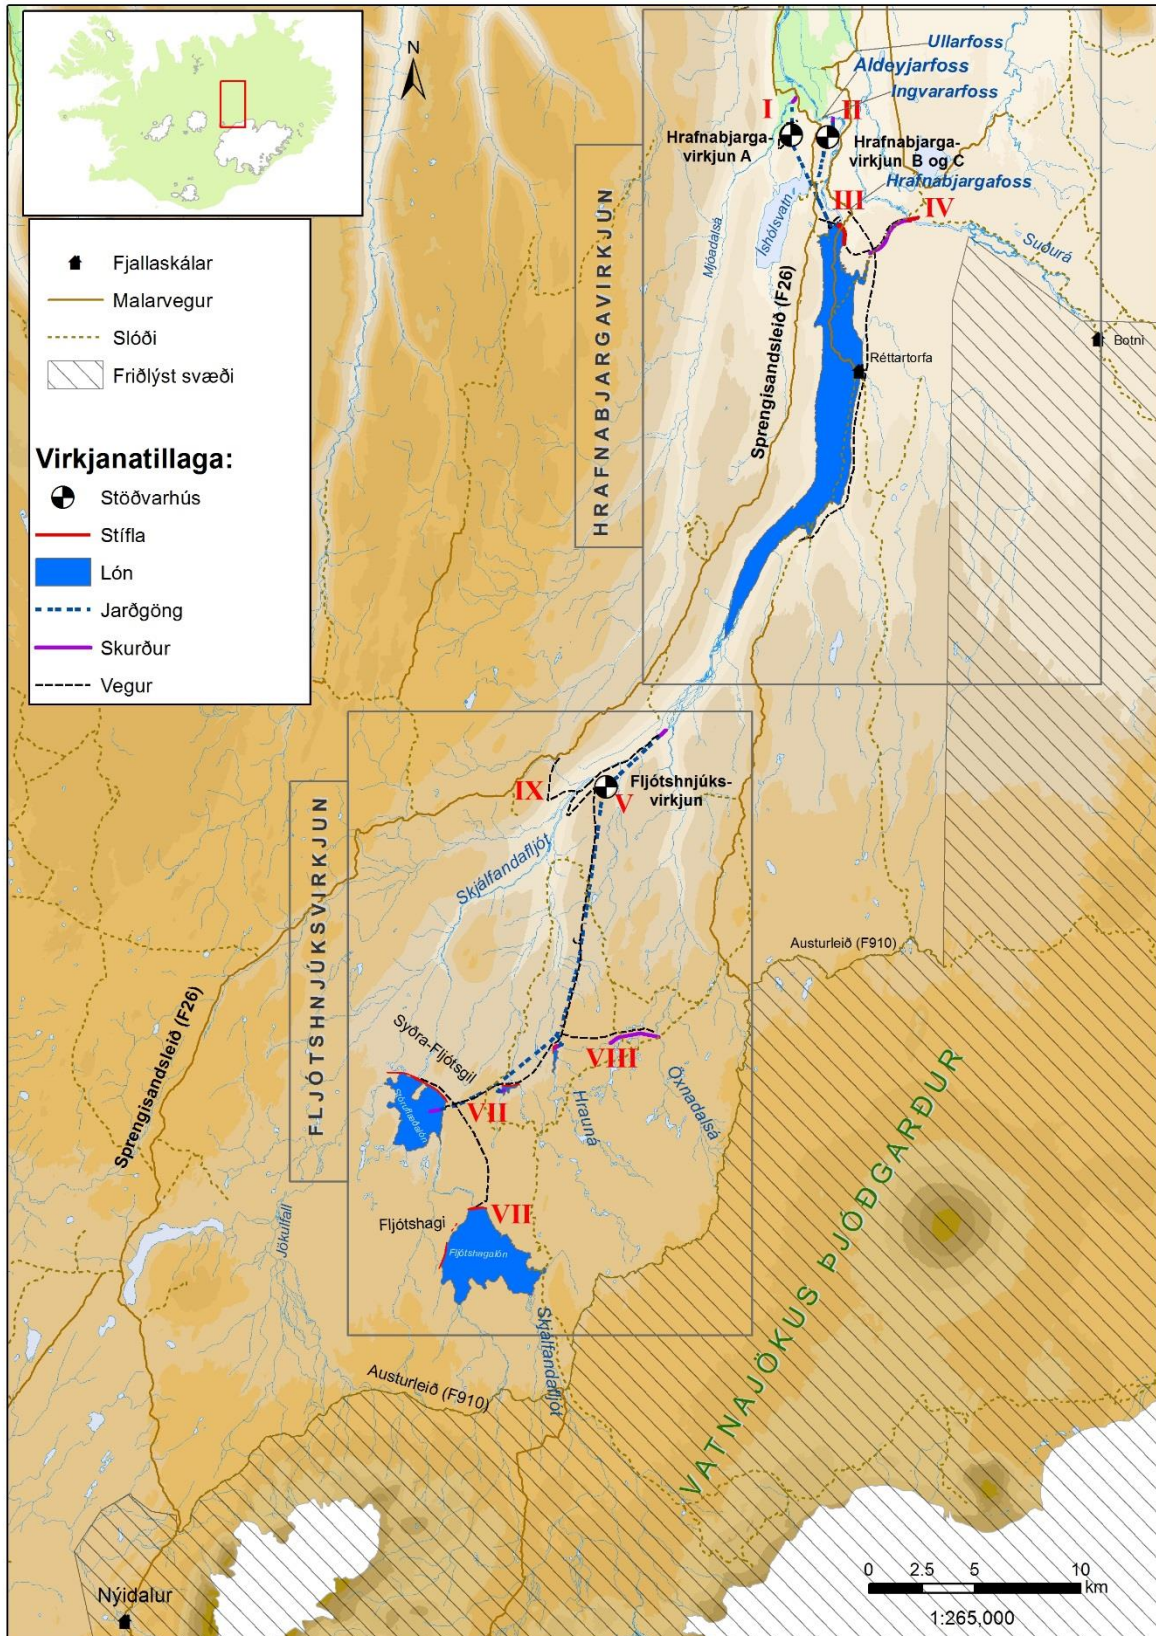 N
Fjallaskálar
Malarvegur
Slóði
Friðlýst svæði
Virkjanatillaga:
Stöðvarhús
Stífla
Lón
Jarðgöng
Skurður
Vegur
Ullarfoss
Aldeyjarfoss
Ingvararfoss
I
II
Hrafnabjarga-
virkjun A
Hrafnabjarga-
virkjun B og C
Hrafnabjargafoss
III
IV
Suðurá
Íshólsvatn
Mjóadalsá
HRAFNABJARGAVIRKJUN
Sprengisandsleið (F26)
Botni
Réttartorfa
IX
Fljótshnjúks-
virkjun
V
Skjálfandafljót
FLJÓTSHNJÚKSVIRKJUN
Austurleið (F910)
Sprengisandsleið (F26)
Syðra-Fljótsgil
VIII
Stóruflæðalón
VII
Hrauná
Öxnadalsá
VII
Fljótshagi
Fljótshagalón
Jökulfall
Skjálfandafljót
Austurleið (F910)
VATNAJÖKUS ÞJÓÐGARÐUR
Nýidalur
0 2.5 5 10
km
1:265,000